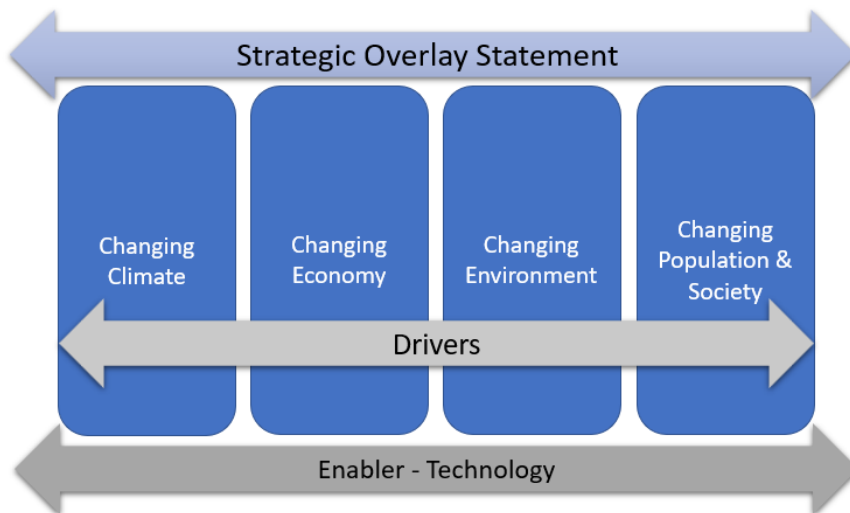 Strategic Overlay Statement
Changing
Climate
Changing
Economy
Changing
Environment
Changing
Population &
Society
Drivers
Enabler - Technology